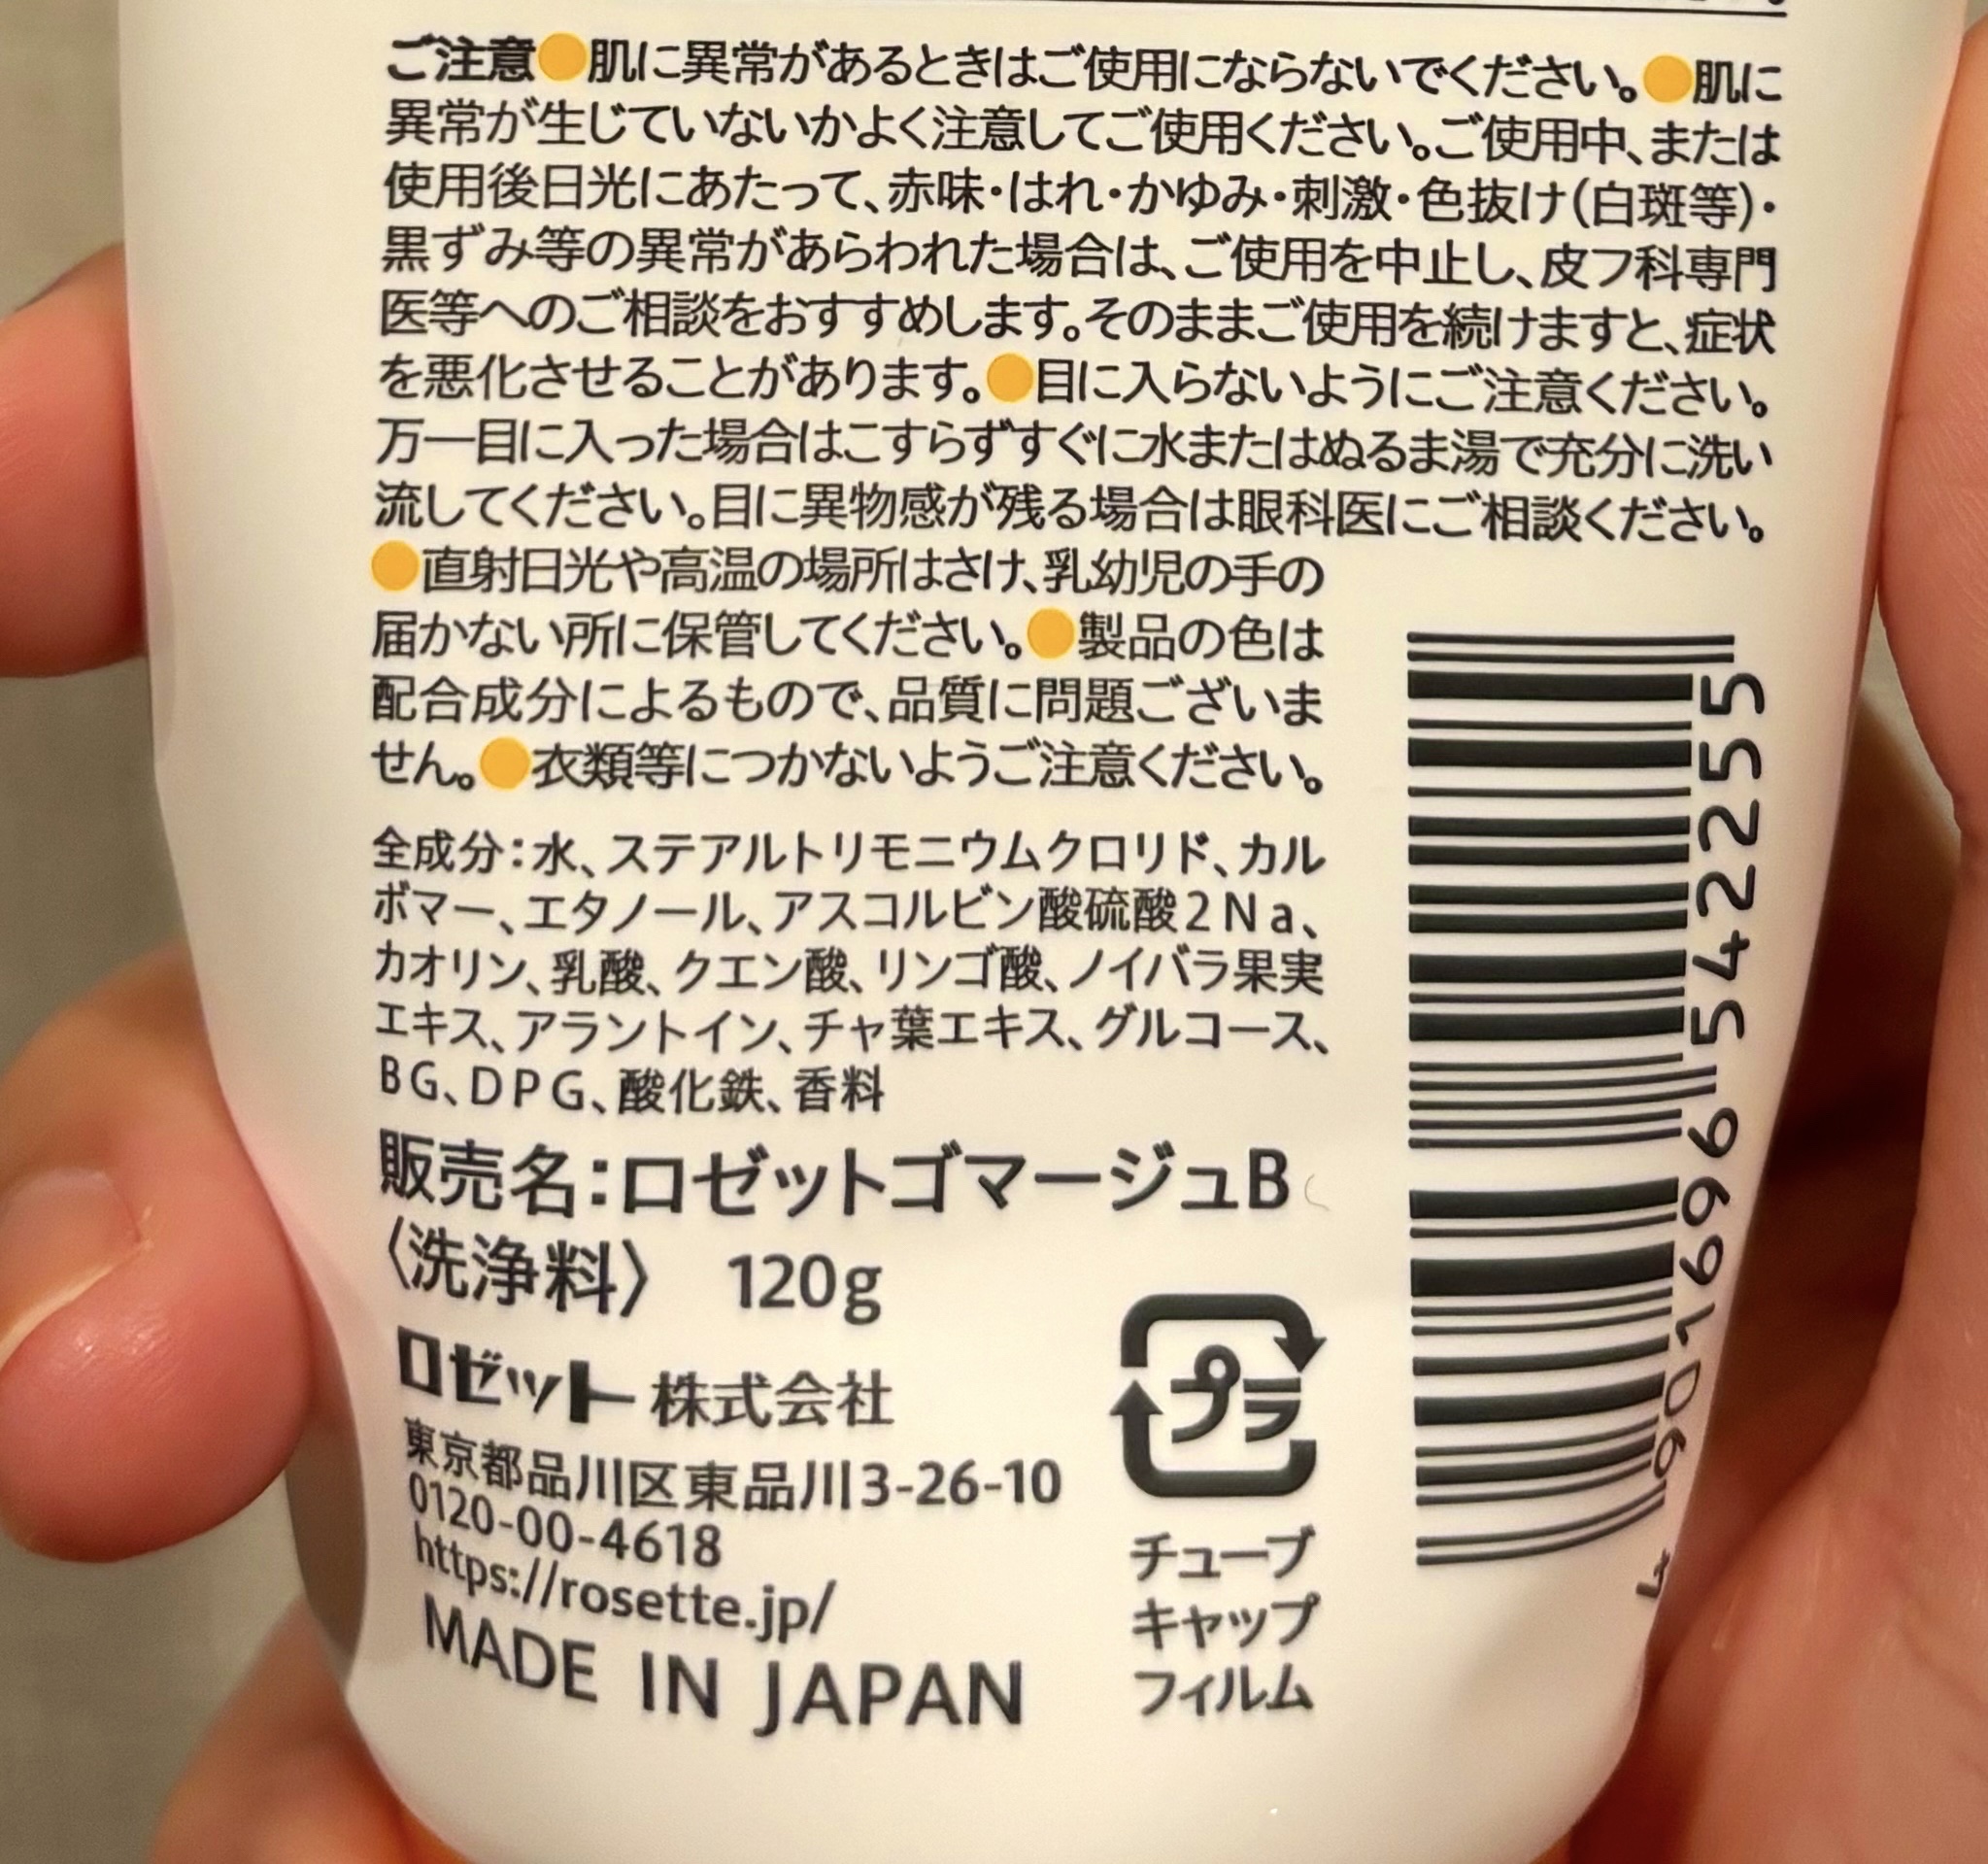 ご注意●肌に異常があるときはご使用にならないでください。●肌に
異常が生じていないかよく注意してご使用ください。ご使用中、または
使用後日光にあたって、赤味・はれ・かゆみ・刺激・色抜け(白斑等)・
黒ずみ等の異常があらわれた場合は、ご使用を中止し、皮フ科専門
医等へのご相談をおすすめします。そのままご使用を続けますと、症状
を悪化させることがあります。●目に入らないようにご注意ください。
万一目に入った場合はこすらずすぐに水またはぬるま湯で充分に洗い
流してください。目に異物感が残る場合は眼科医にご相談ください。
●直射日光や高温の場所はさけ、乳幼児の手の
届かない所に保管してください。●製品の色は
配合成分によるもので、品質に問題ございま
せん。●衣類等につかないようご注意ください。
全成分：水、ステアルトリモニウムクロリド、カル
ボマー、エタノール、アスコルビン酸硫酸2Na、
カオリン、乳酸、クエン酸、リンゴ酸、ノイバラ果実
エキス、アラントイン、チャ葉エキス、グルコース、
BG、DPG、酸化鉄、香料
販売名：ロゼットゴマージュB
〈洗浄料〉 120g
ロゼット株式会社
東京都品川区東品川3-26-10
0120-00-4618
https://rosette.jp/
MADE IN JAPAN
プラ
チューブ
キャップ
フィルム
4 901696 542255